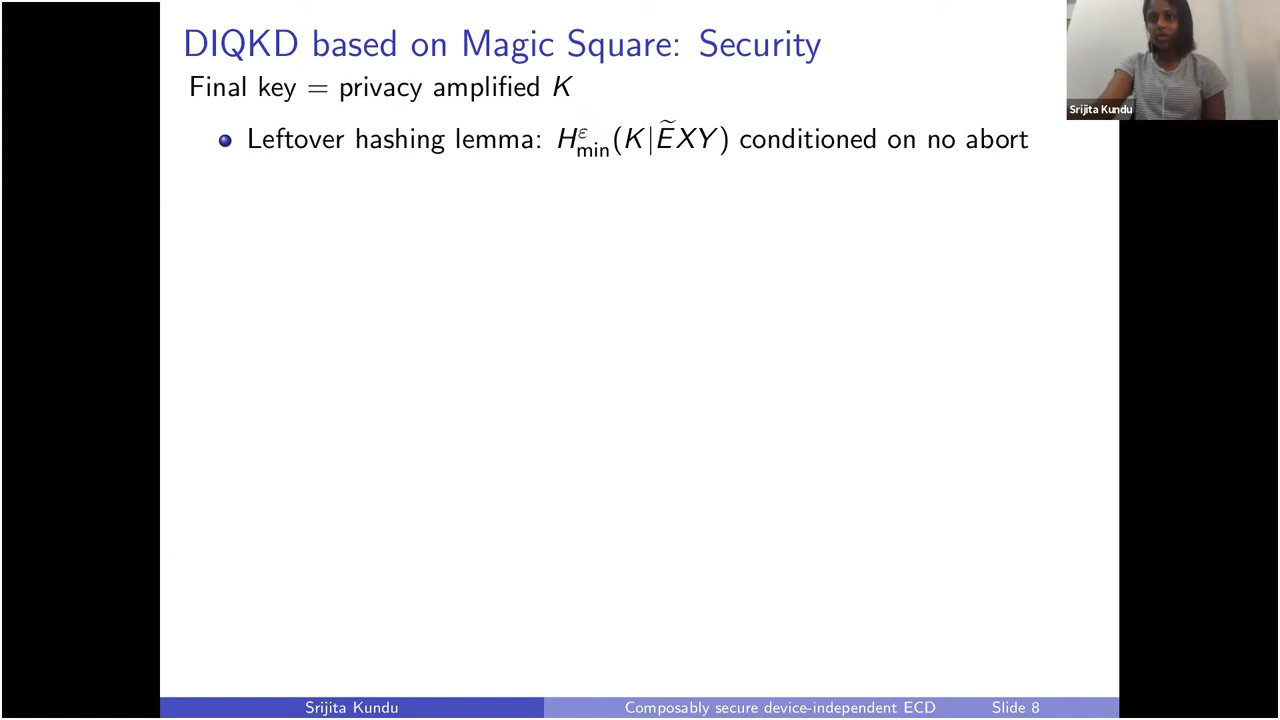 DIQKD based on Magic Square: Security
Final key = privacy amplified K
Leftover hashing lemma: H^ε_min(K|ẼXY) conditioned on no abort
Srijita Kundu
Srijita Kundu Composably secure device-independent ECD Slide 8